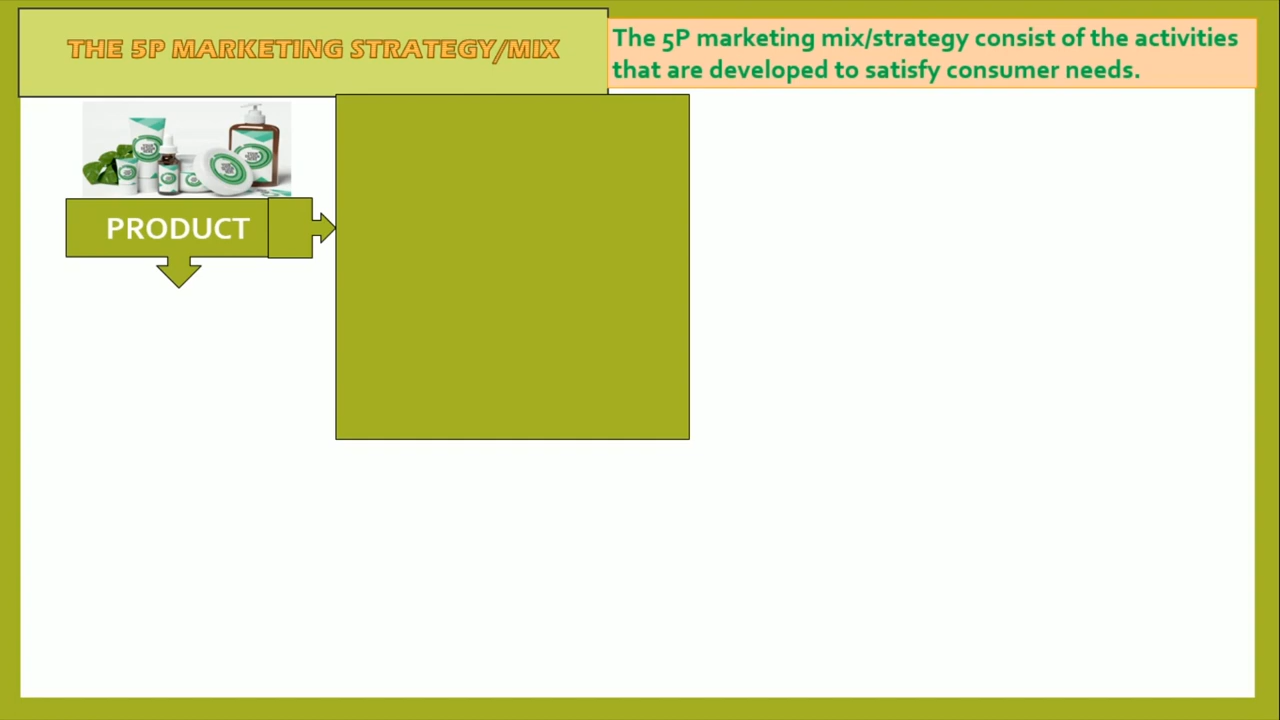 THE 5P MARKETING STRATEGY/MIX
The 5P marketing mix/strategy consist of the activities
that are developed to satisfy consumer needs.
PRODUCT